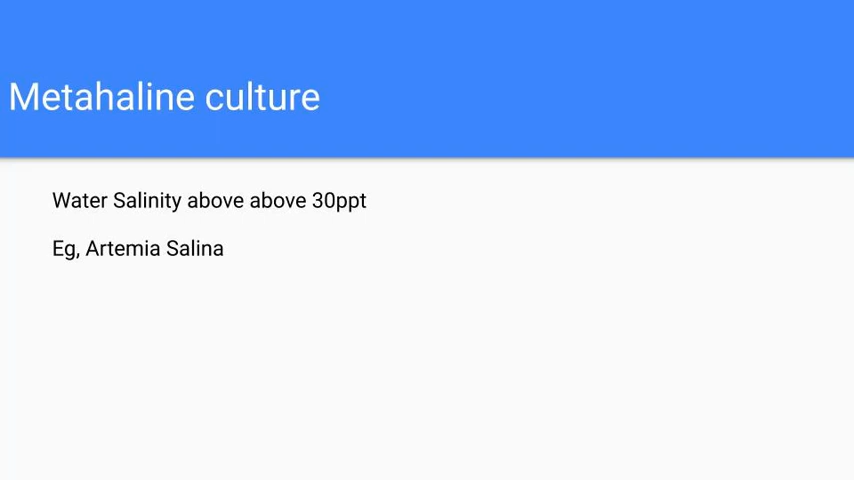 Metahaline culture
Water Salinity above above 30ppt
Eg, Artemia Salina